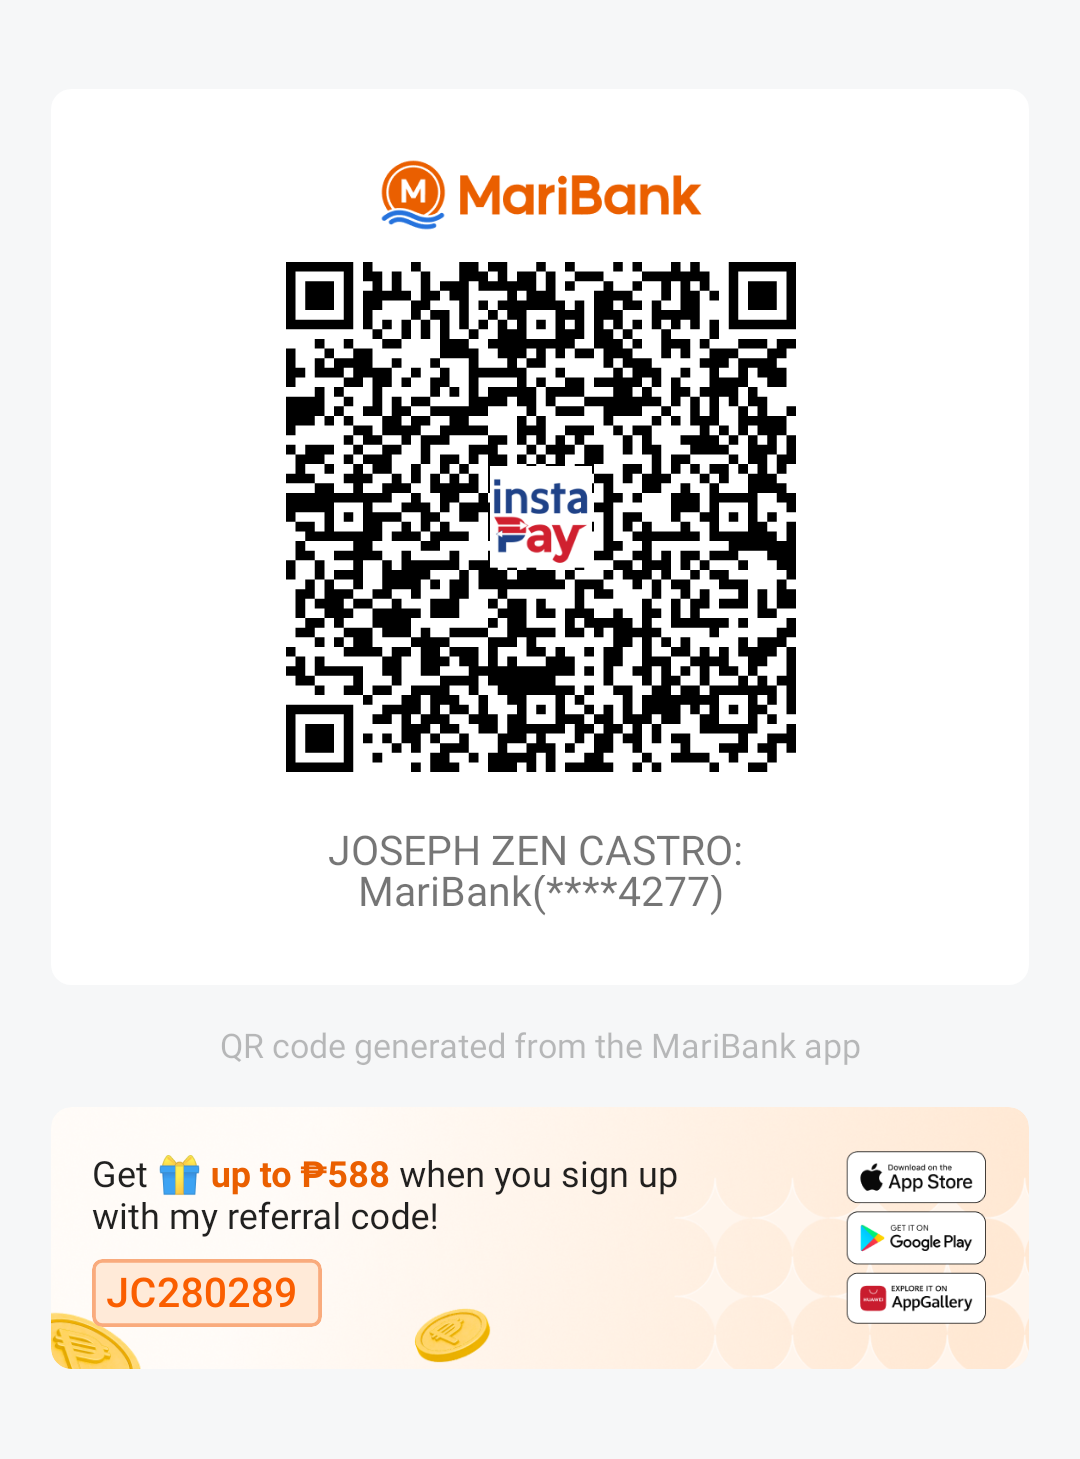 MariBank
insta
Pay
JOSEPH ZEN CASTRO:
MariBank(****4277)
QR code generated from the MariBank app
Get up to ₱588 when you sign up
with my referral code!
JC280289
Download on the
App Store
GET IT ON
Google Play
EXPLORE IT ON
AppGallery
HUAWEI